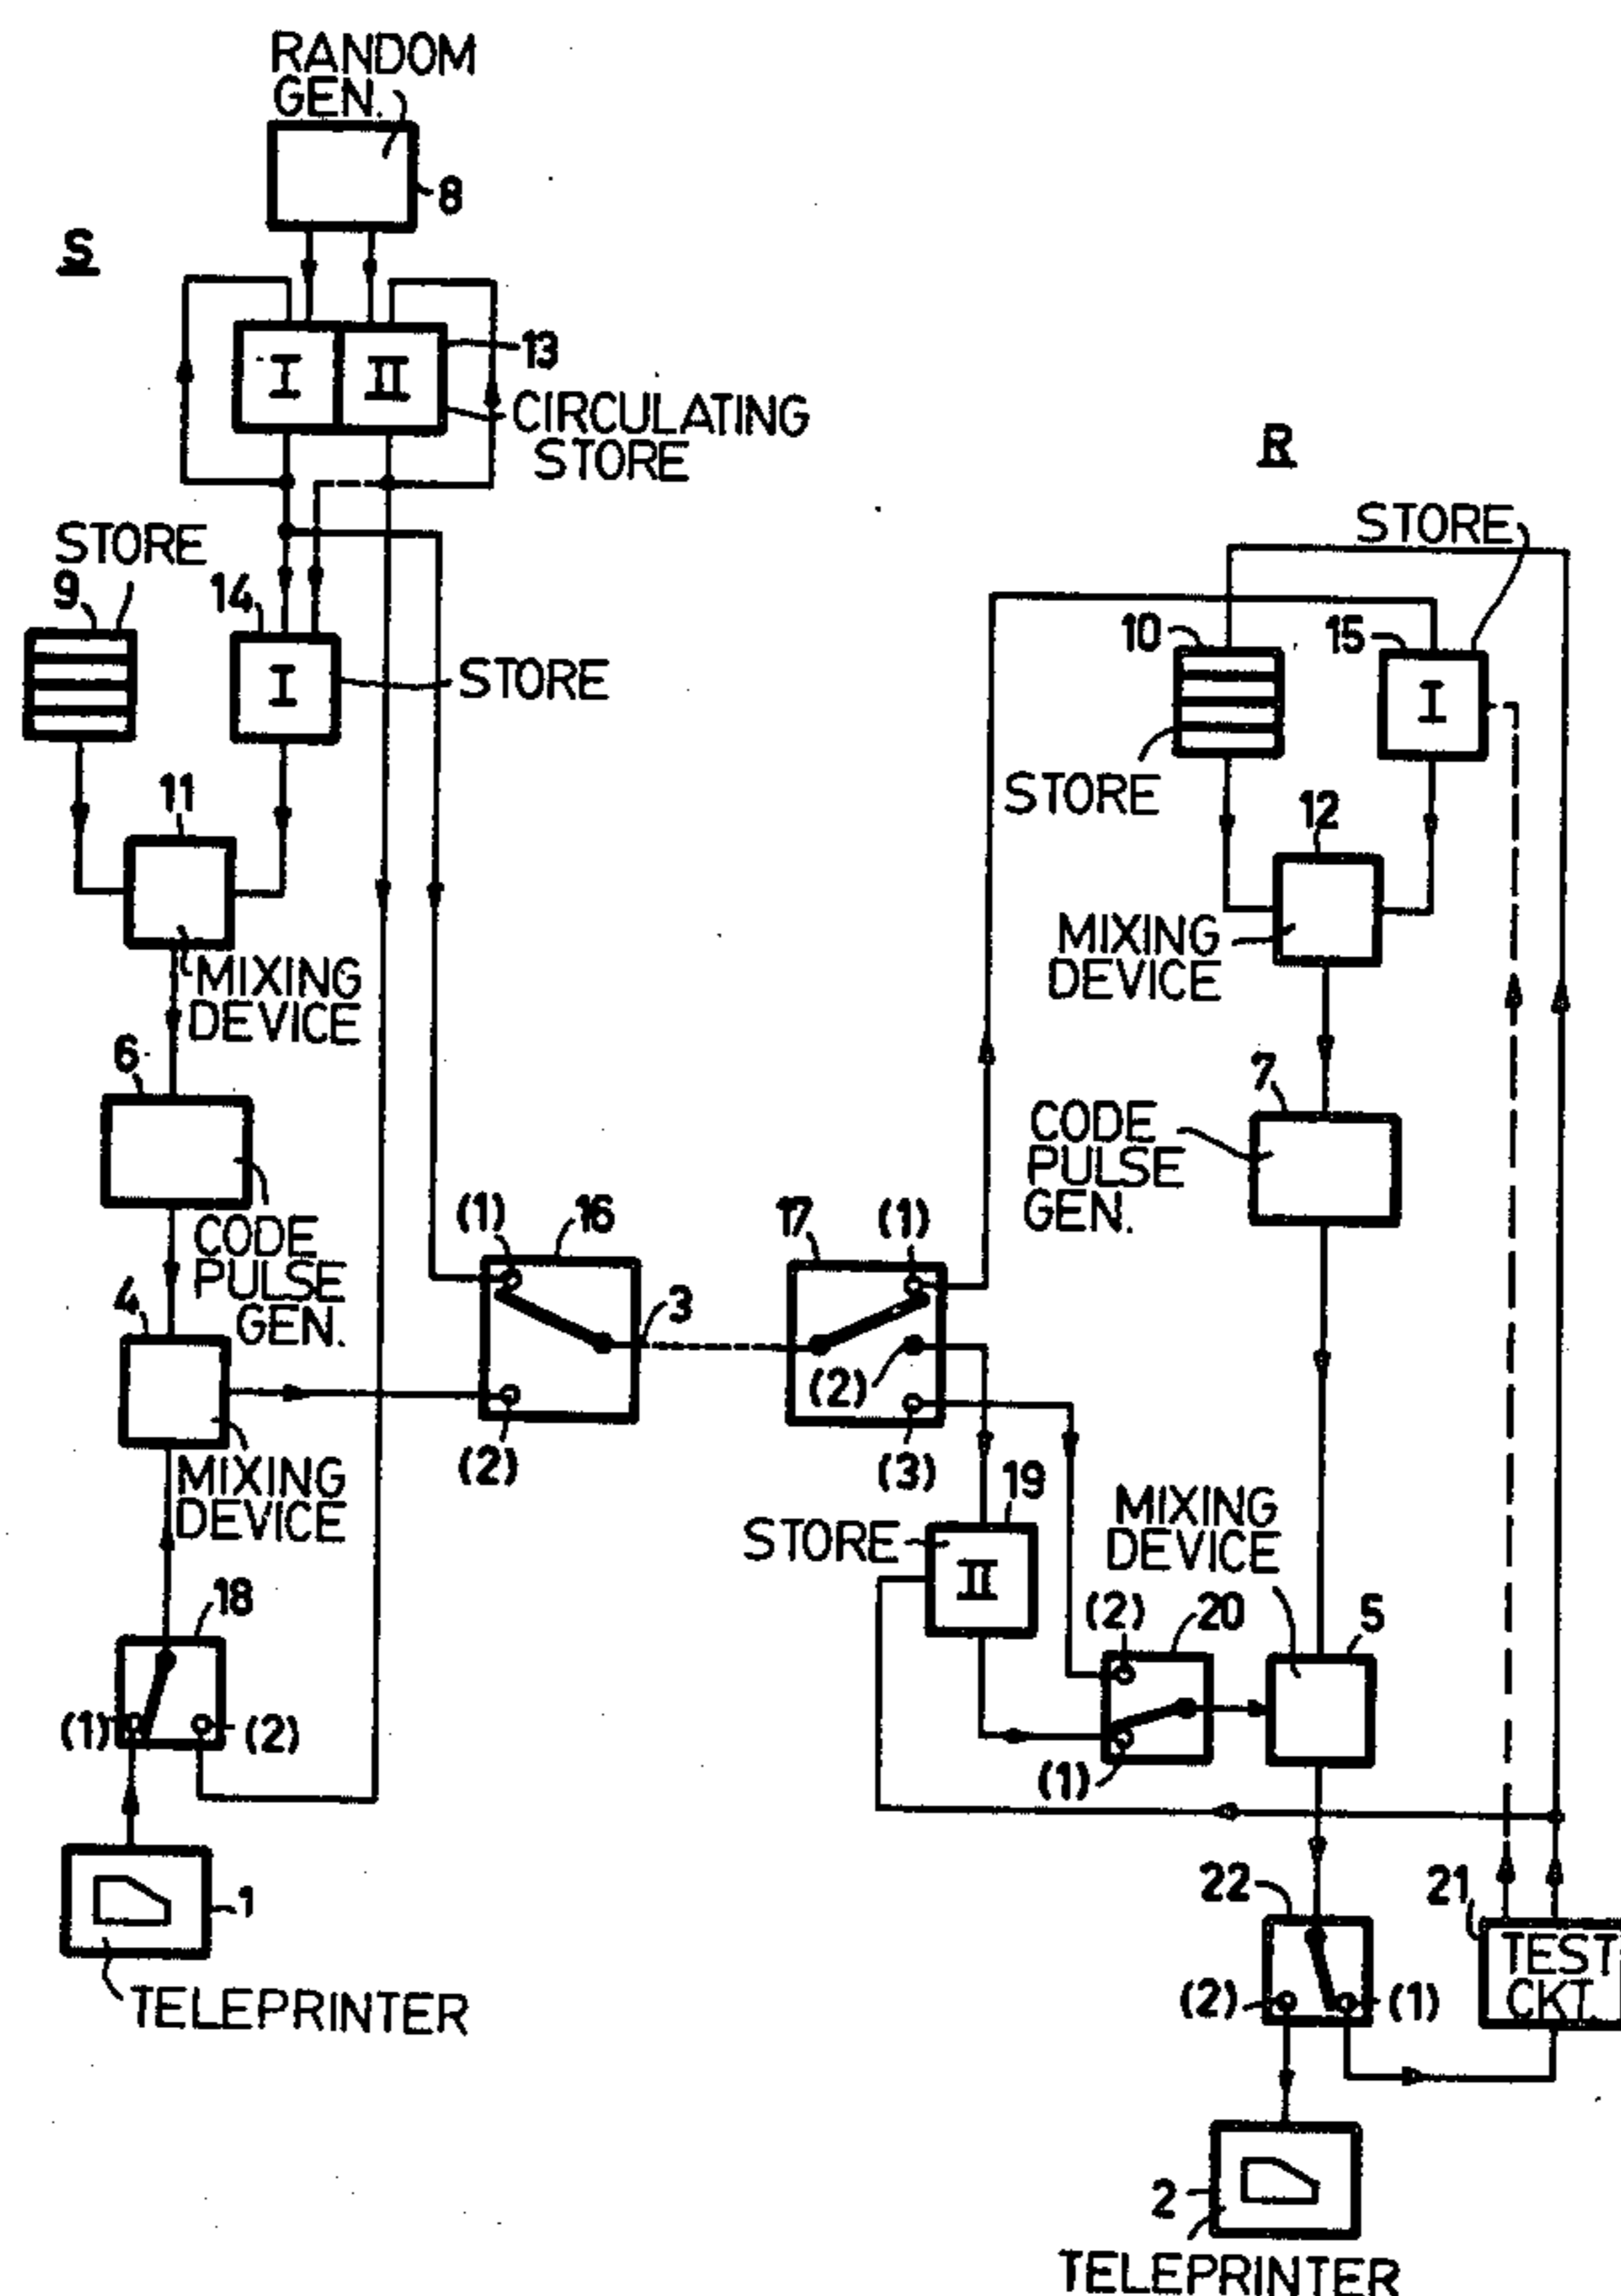 RANDOM
GEN.
8
S
I
II
13
CIRCULATING
STORE
STORE
9
14
I
STORE
11
MIXING
DEVICE
6
CODE
PULSE
GEN.
4
MIXING
DEVICE
18
(1)
(2)
1
TELEPRINTER
(1)
16
(2)
3
17
(1)
(2)
(3)
R
STORE
10
15
I
STORE
12
MIXING
DEVICE
7
CODE
PULSE
GEN.
19
STORE
II
MIXING
DEVICE
(2)
20
5
(1)
22
21
TEST
CKT.
(2)
(1)
2
TELEPRINTER